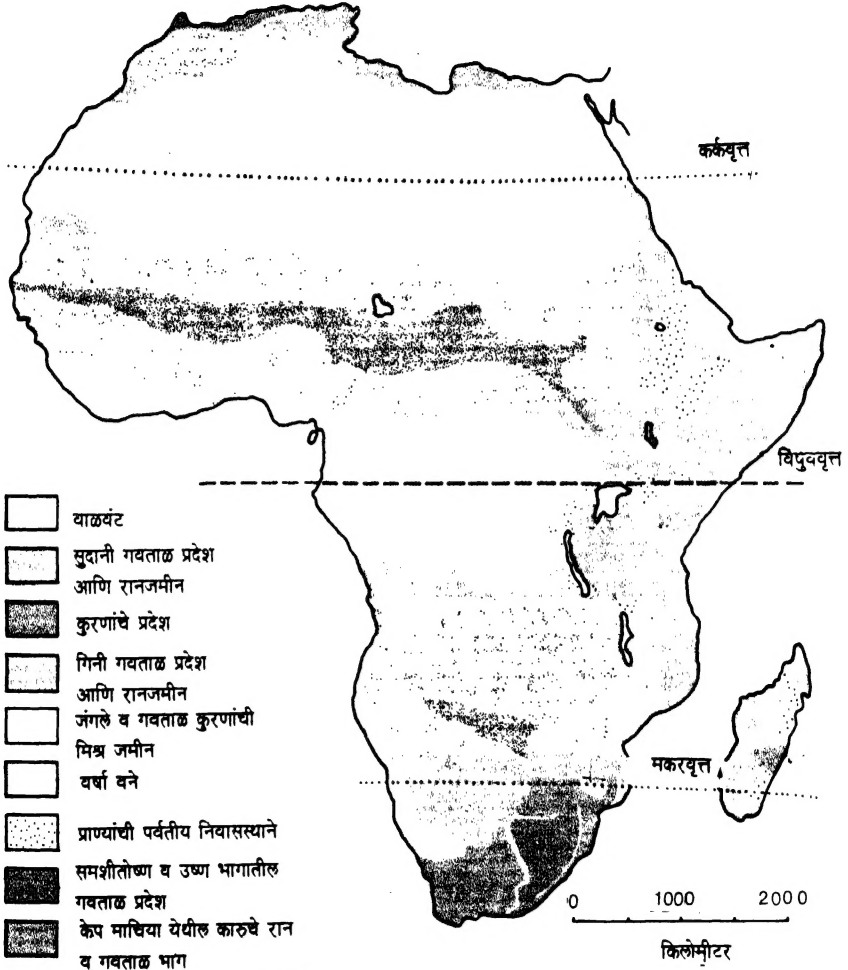 कर्कवृत्त
विषुववृत्त
वाळवंट
सुदानी गवताळ प्रदेश
आणि रानजमीन
कुरणांचे प्रदेश
गिनी गवताळ प्रदेश
आणि रानजमीन
जंगले व गवताळ कुरणांची
मिश्र जमीन
वर्षा वने
मकरवृत्त
प्राण्यांची पर्वतीय निवासस्थाने
समशीतोष्ण व उष्ण भागातील
गवताळ प्रदेश
केप माचिया येथील कारुचे रान
व गवताळ भाग
0 1000 2000
किलोमीटर